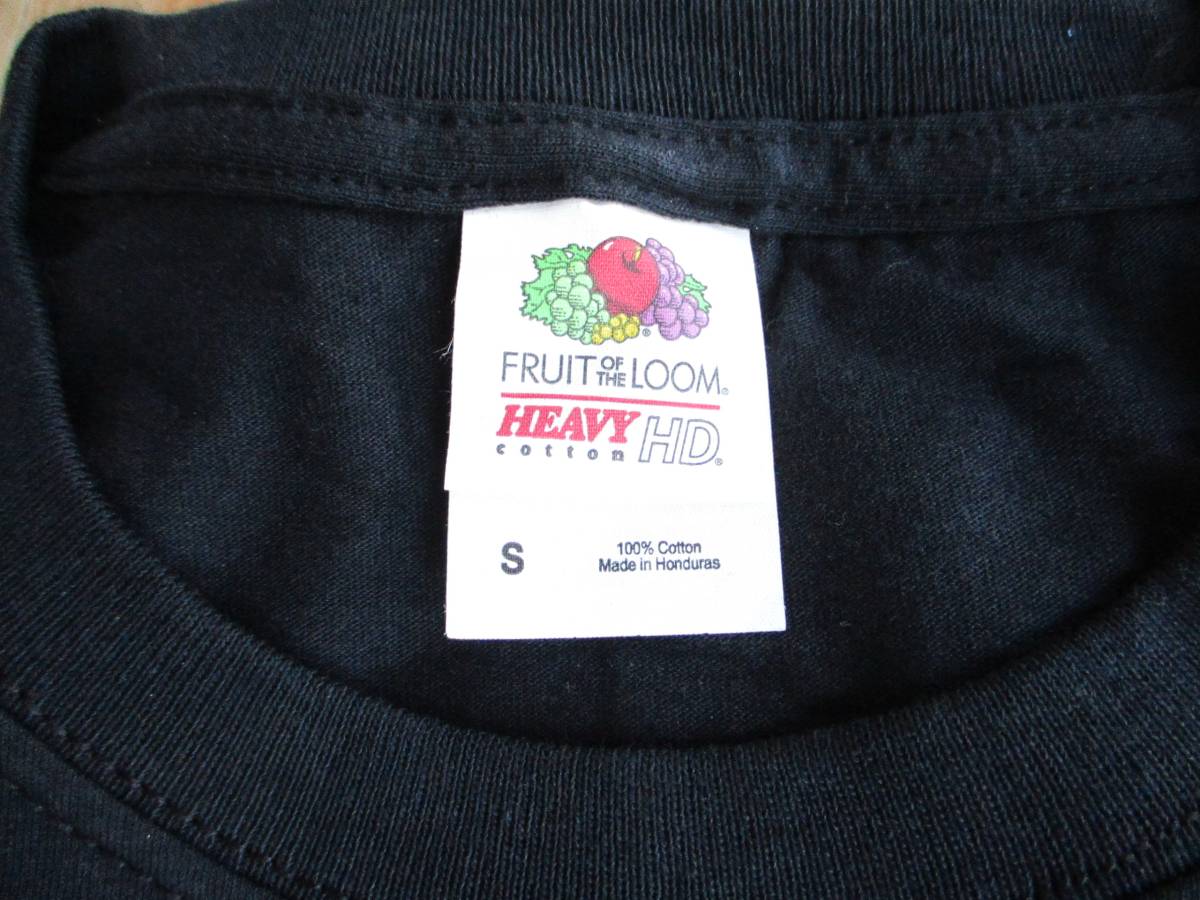 ®
FRUIT OF THE LOOM®
HEAVY
cotton HD®
S
100% Cotton
Made in Honduras